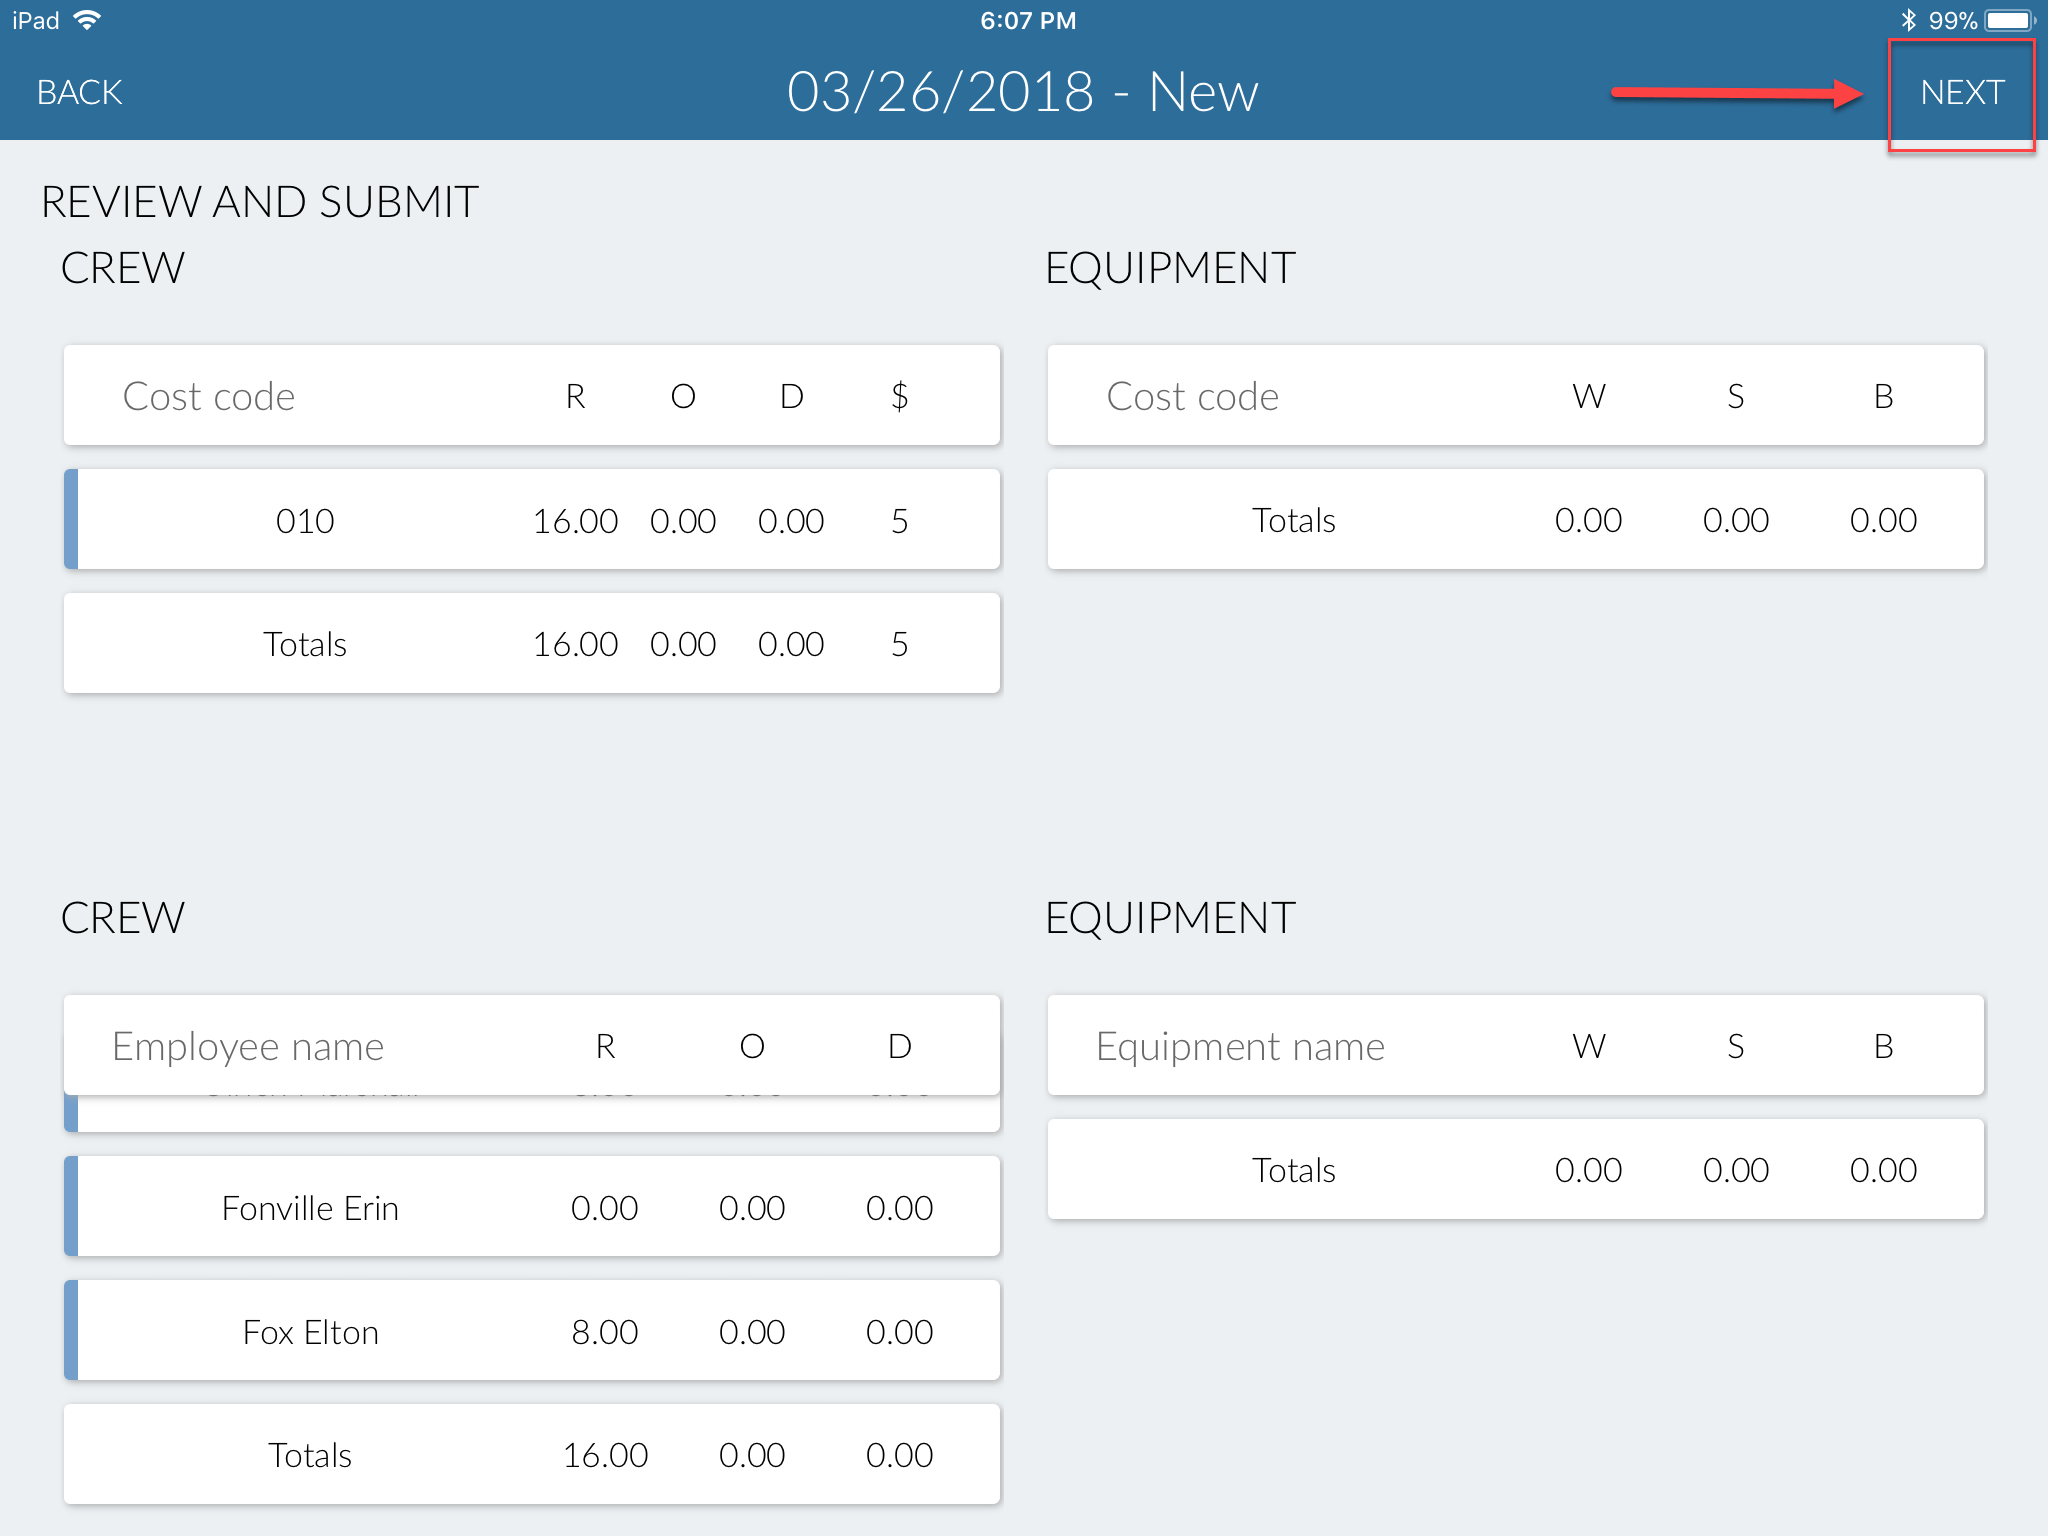 iPad 6:07 PM 99%
BACK 03/26/2018 - New NEXT
REVIEW AND SUBMIT
CREW
Cost code R O D $
010 16.00 0.00 0.00 5
Totals 16.00 0.00 0.00 5
EQUIPMENT
Cost code W S B
Totals 0.00 0.00 0.00
CREW
Employee name R O D
Fonville Erin 0.00 0.00 0.00
Fox Elton 8.00 0.00 0.00
Totals 16.00 0.00 0.00
EQUIPMENT
Equipment name W S B
Totals 0.00 0.00 0.00